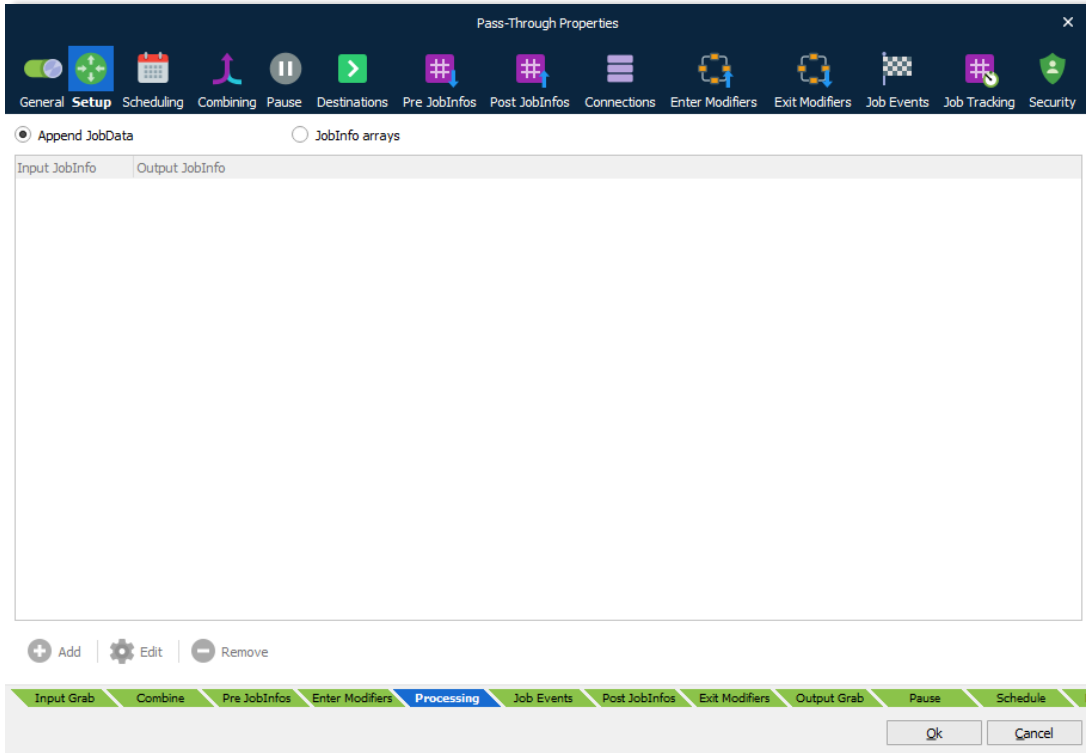 Pass-Through Properties
General Setup Scheduling Combining Pause Destinations Pre JobInfos Post JobInfos Connections Enter Modifiers Exit Modifiers Job Events Job Tracking Security
Append JobData JobInfo arrays
Input JobInfo Output JobInfo
Add Edit Remove
Input Grab Combine Pre JobInfos Enter Modifiers Processing Job Events Post JobInfos Exit Modifiers Output Grab Pause Schedule
Ok Cancel